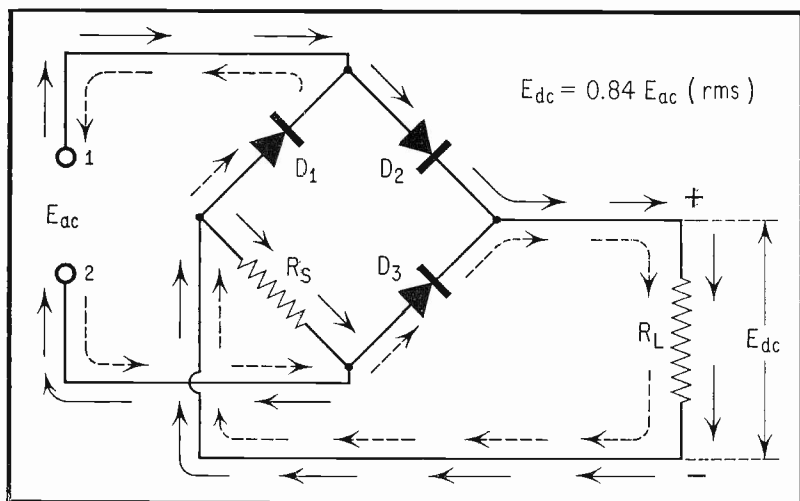 E_dc = 0.84 E_ac (rms)
1
D_1
D_2
+
E_ac
2
R_S
D_3
R_L
E_dc
−